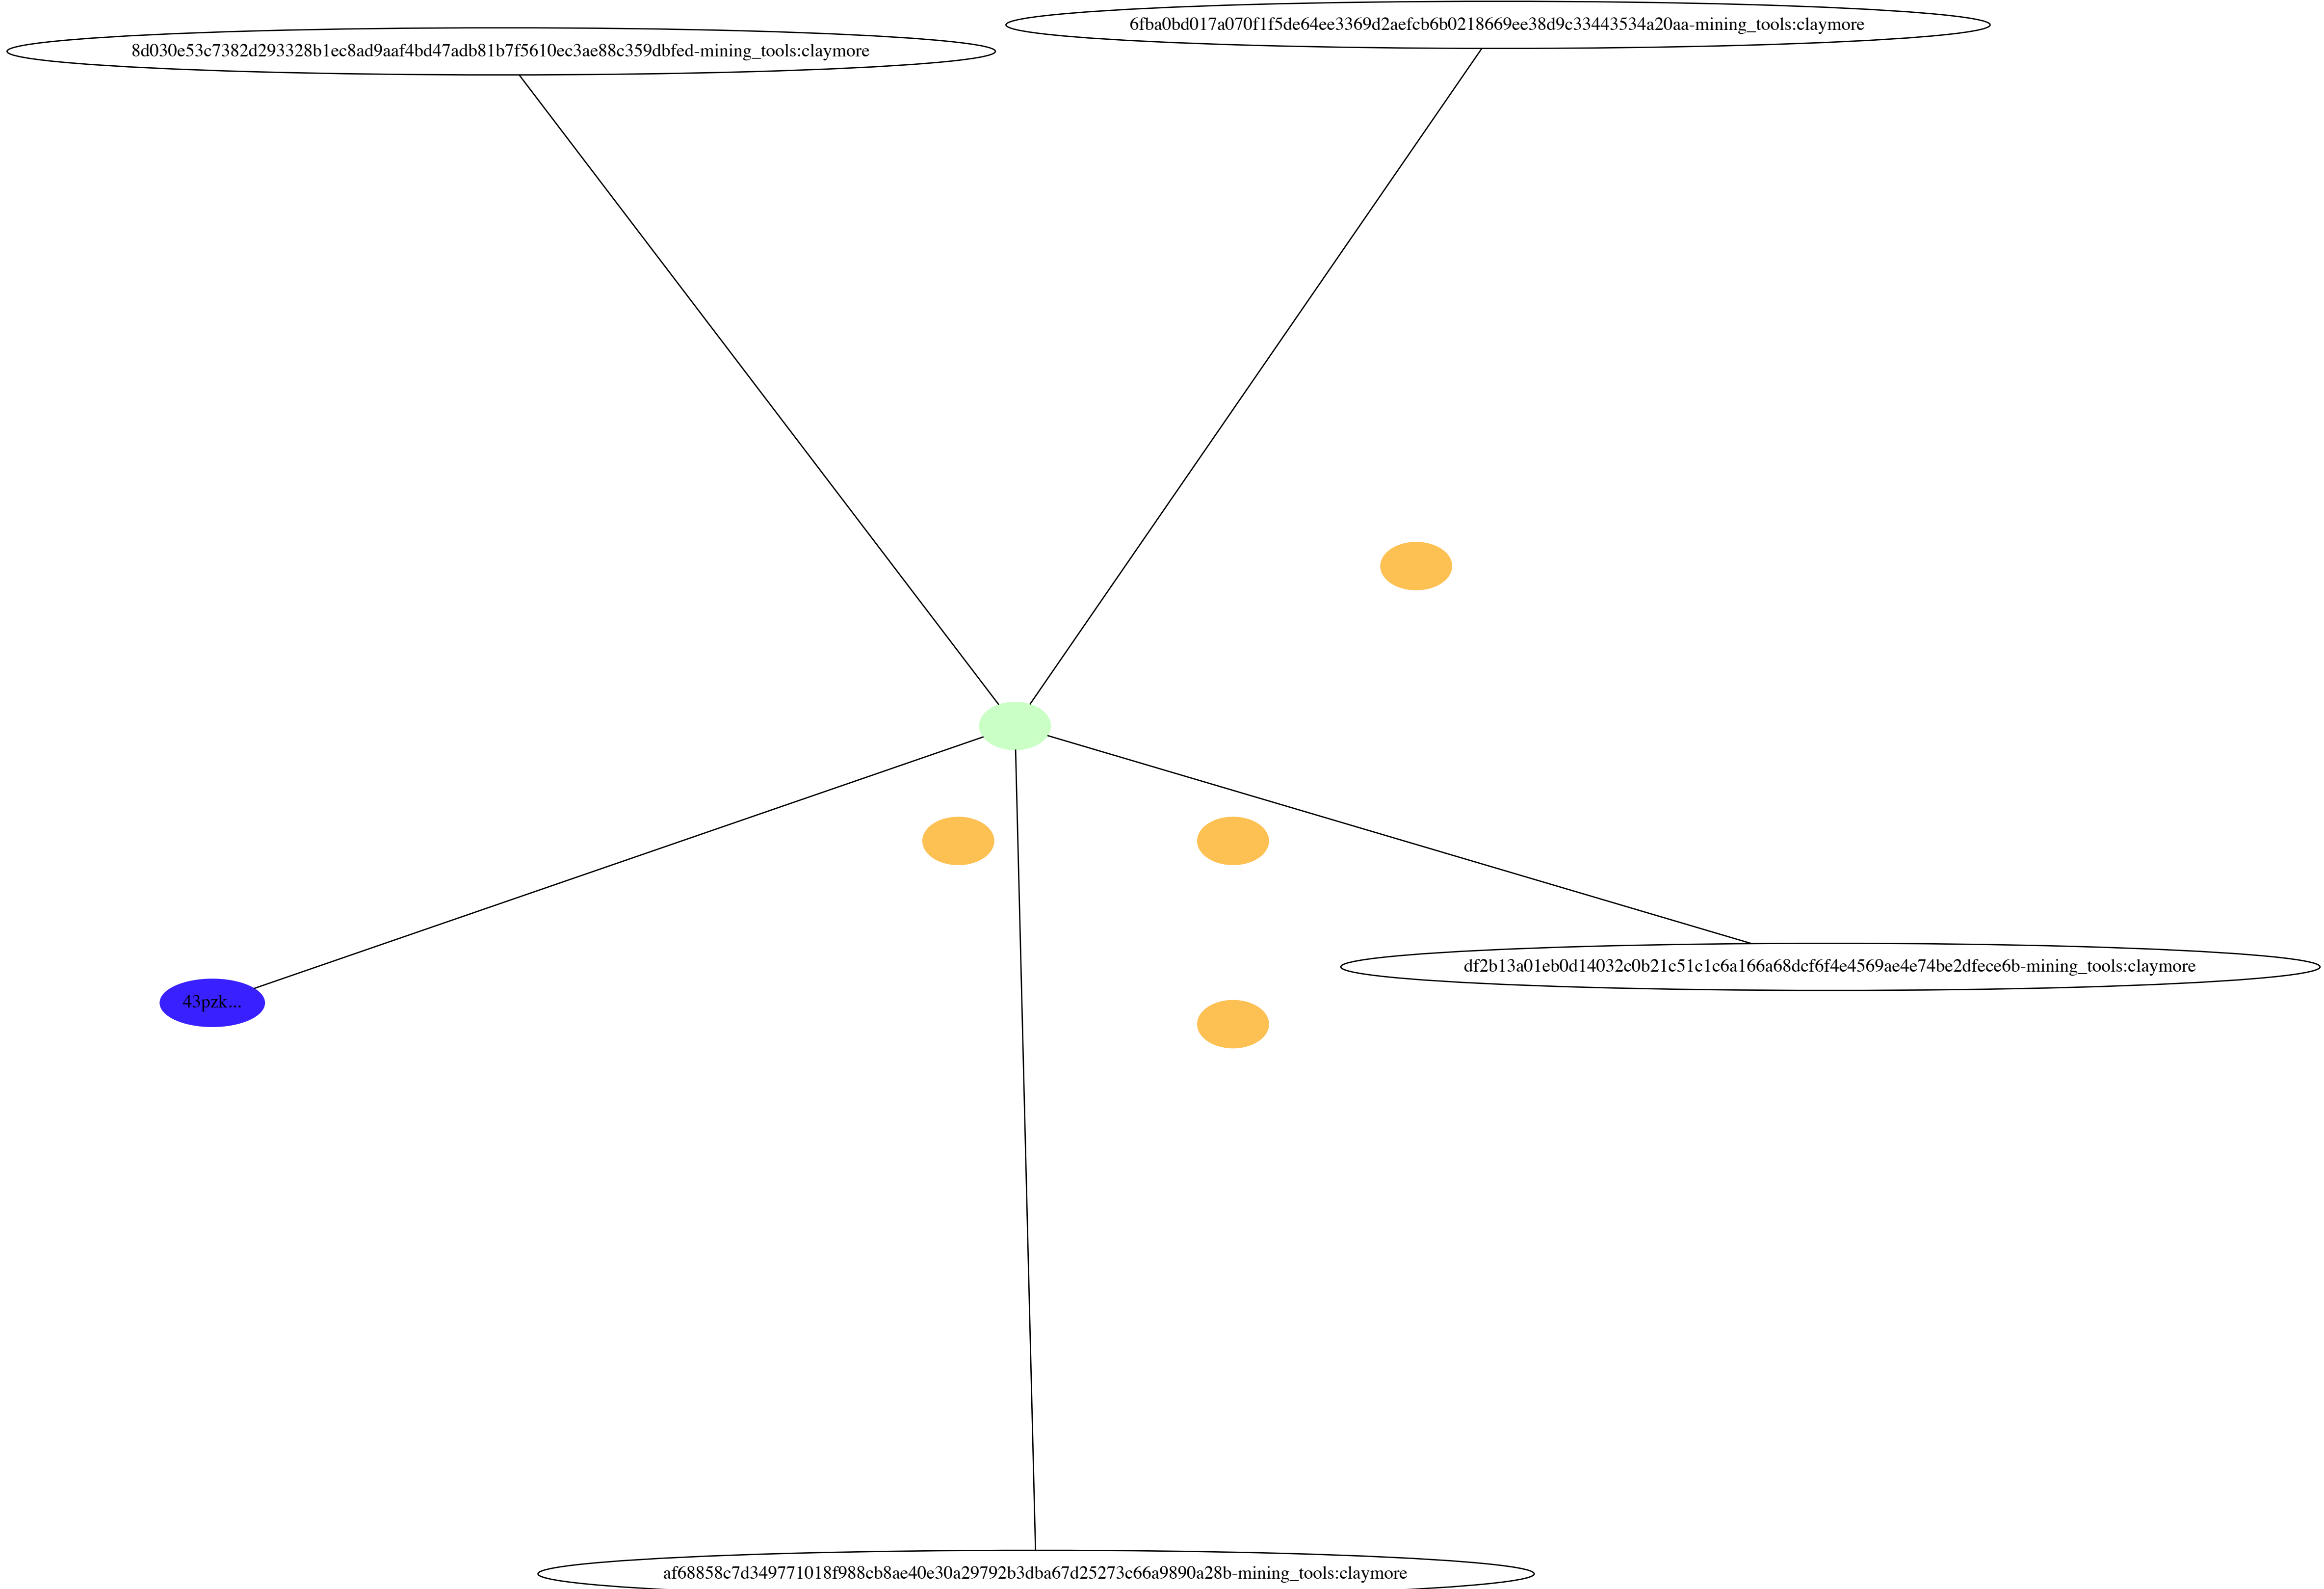 6fba0bd017a070f1f5de64ee3369d2aefcb6b0218669ee38d9c33443534a20aa-mining_tools:claymore
8d030e53c7382d293328b1ec8ad9aaf4bd47adb81b7f5610ec3ae88c359dbfed-mining_tools:claymore
df2b13a01eb0d14032c0b21c51c1c6a166a68dcf6f4e4569ae4e74be2dfece6b-mining_tools:claymore
43pzk...
af68858c7d349771018f988cb8ae40e30a29792b3dba67d25273c66a9890a28b-mining_tools:claymore